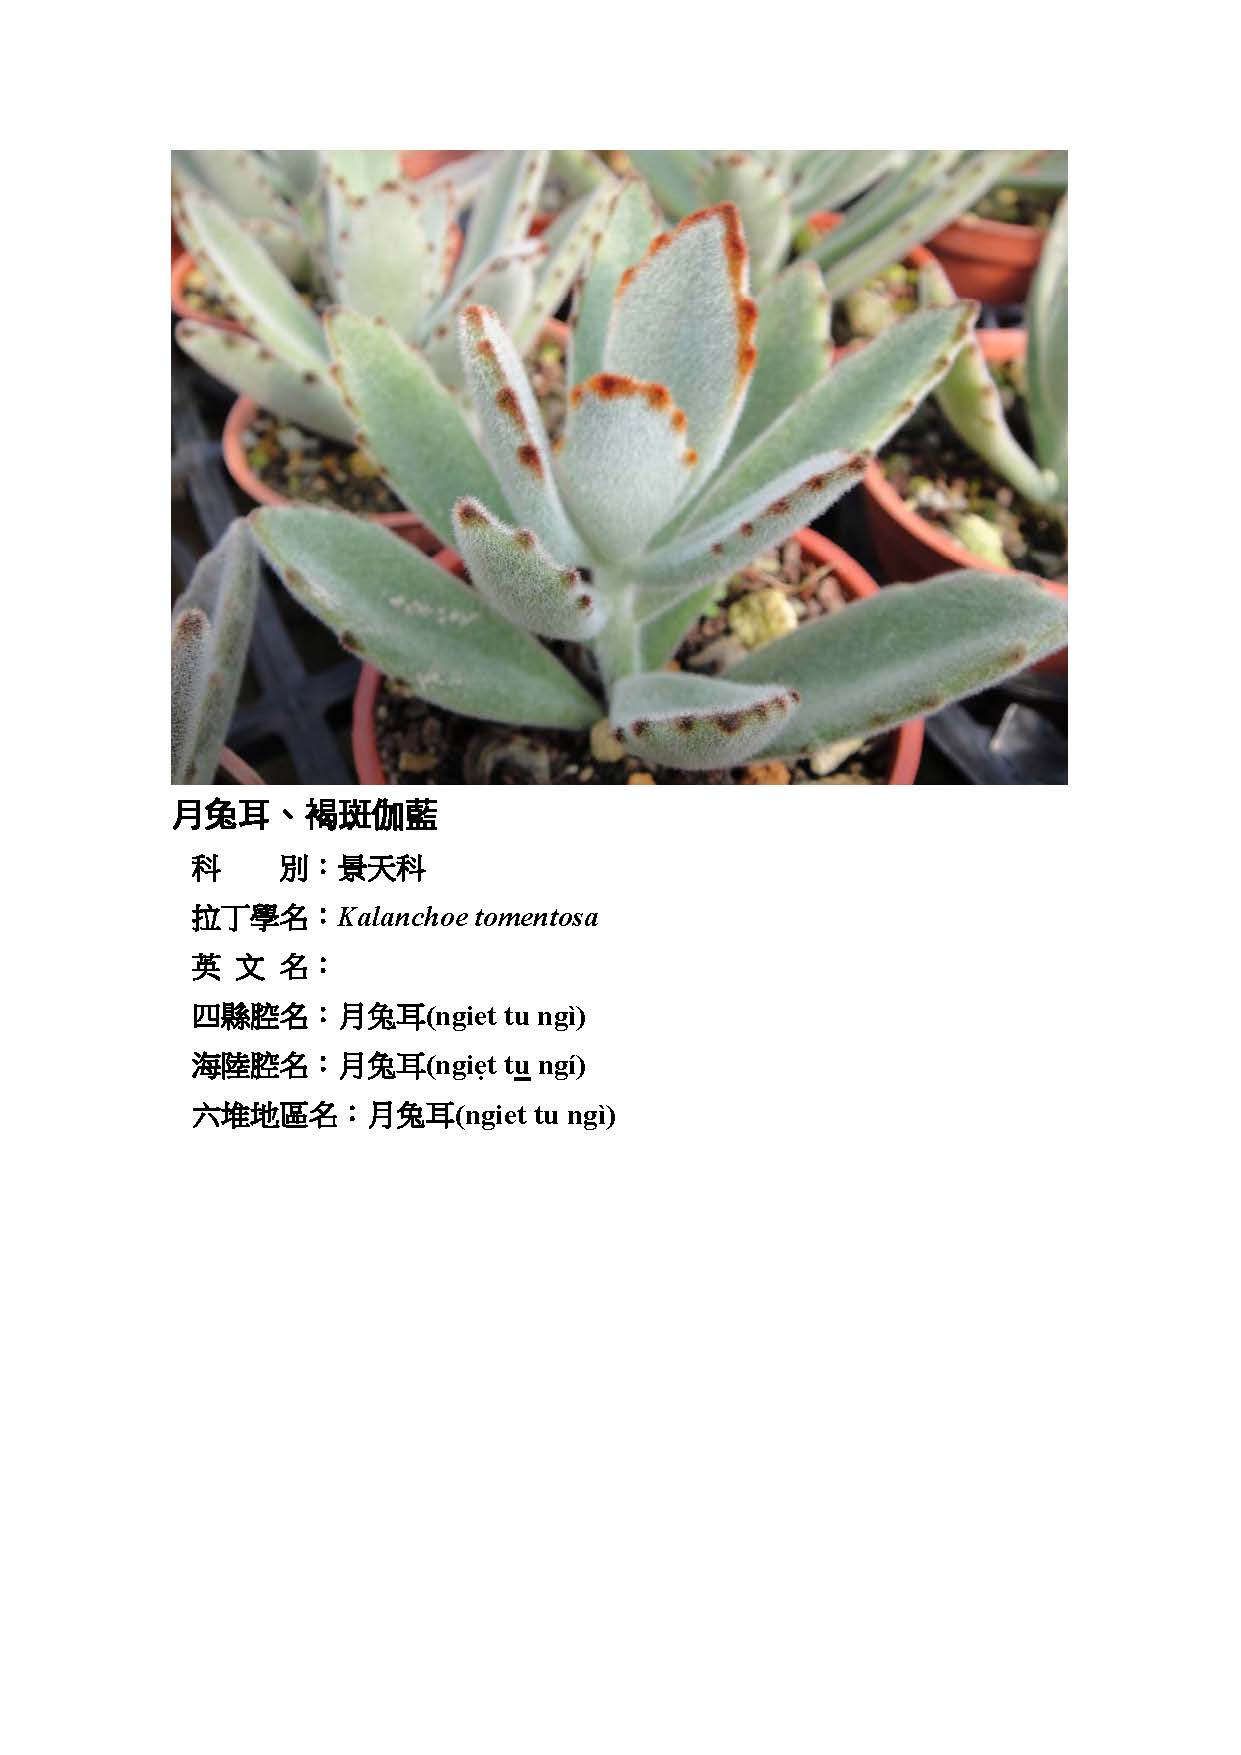 月兔耳、褐斑伽藍
科　　別：景天科
拉丁學名：Kalanchoe tomentosa
英 文 名：
四縣腔名：月兔耳(ngiet tu ngì)
海陸腔名：月兔耳(ngiẹt tu̲ ngí)
六堆地區名：月兔耳(ngiet tu ngì)